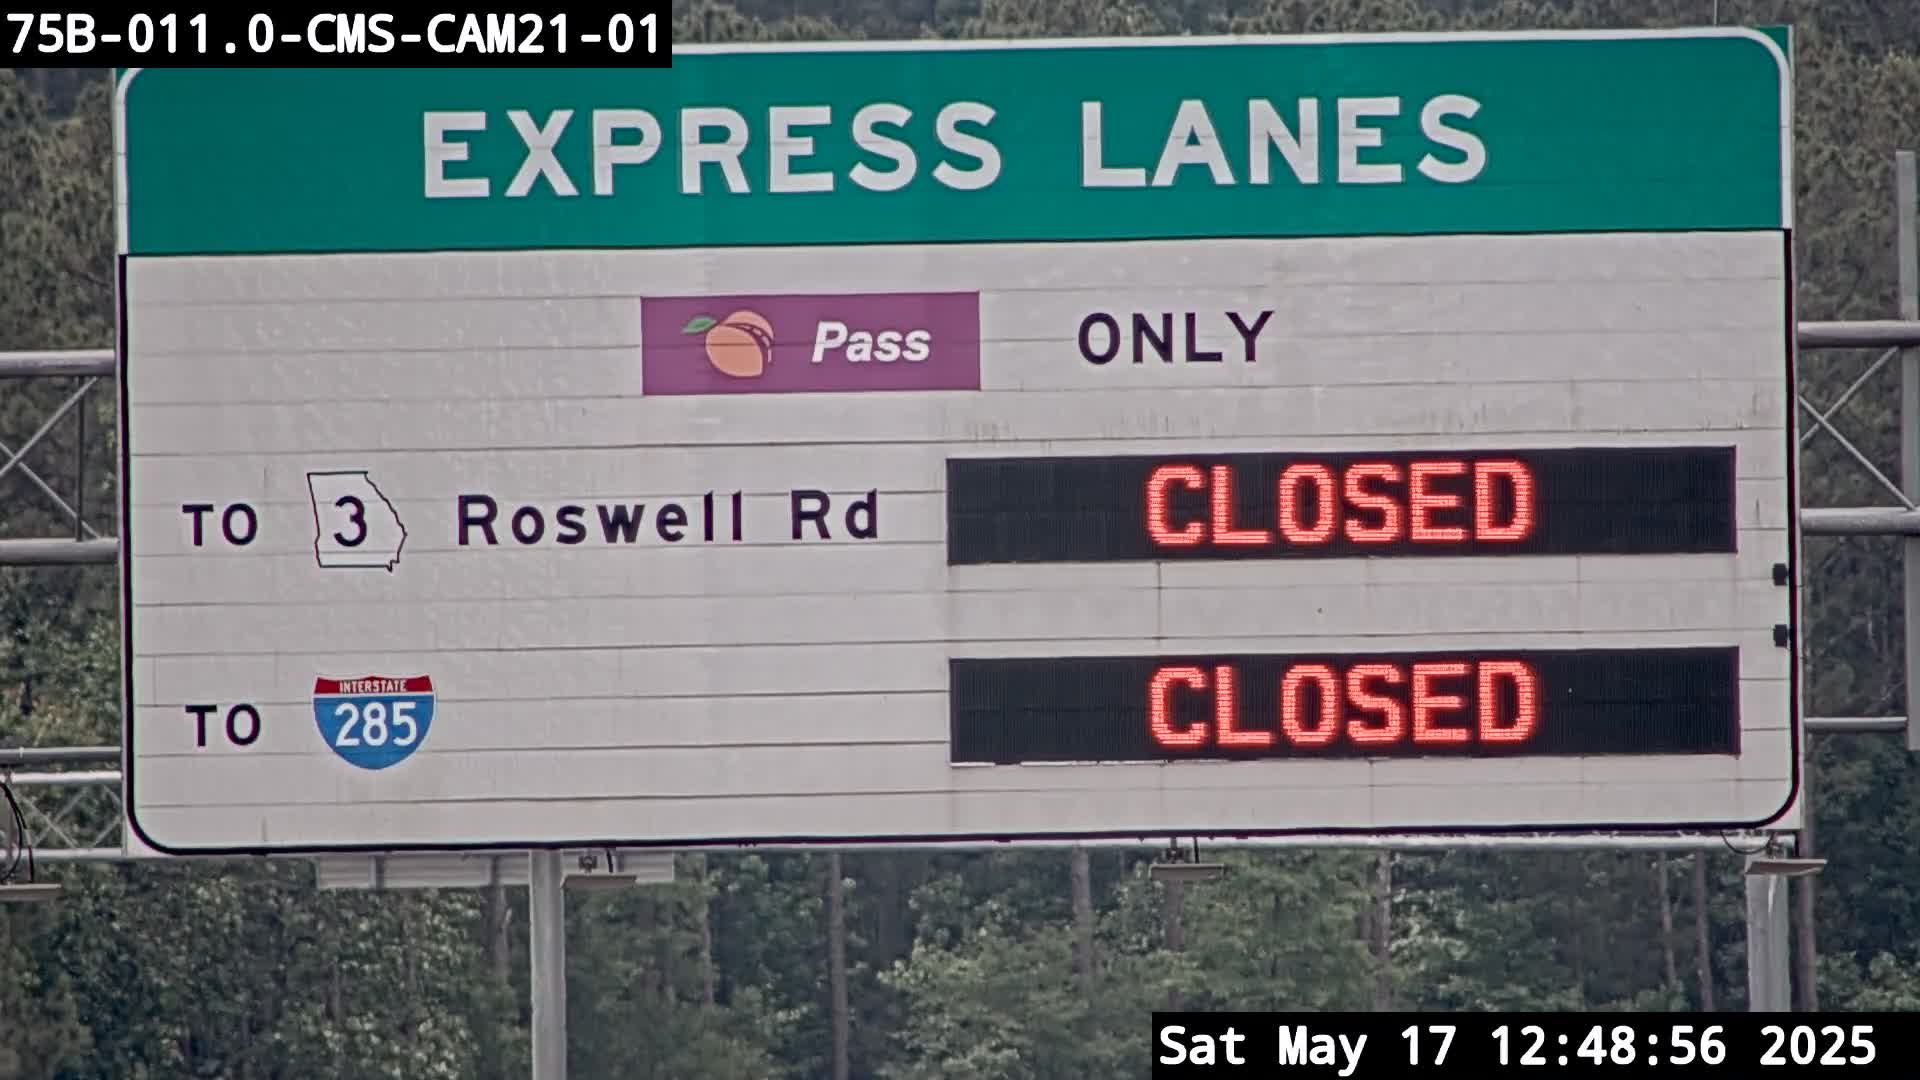 75B-011.0-CMS-CAM21-01
EXPRESS LANES
Pass ONLY
TO 3 Roswell Rd CLOSED
INTERSTATE
TO 285 CLOSED
Sat May 17 12:48:56 2025